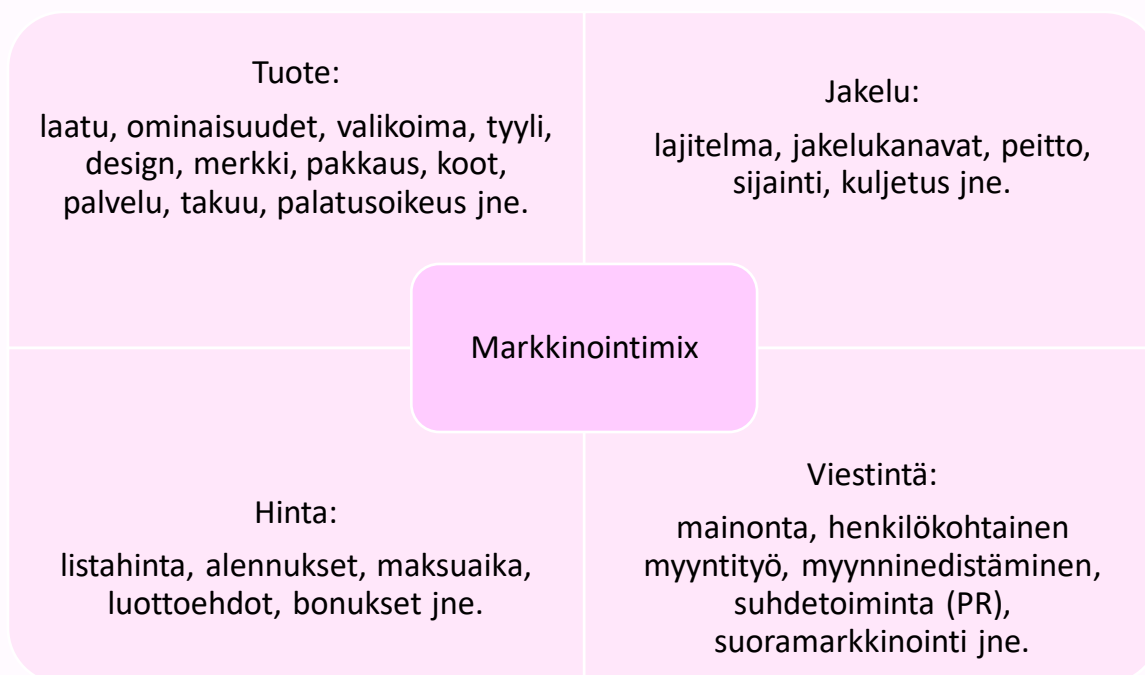 Tuote:
laatu, ominaisuudet, valikoima, tyyli,
design, merkki, pakkaus, koot,
palvelu, takuu, palatusoikeus jne.
Jakelu:
lajitelma, jakelukanavat, peitto,
sijainti, kuljetus jne.
Markkinointimix
Hinta:
listahinta, alennukset, maksuaika,
luottoehdot, bonukset jne.
Viestintä:
mainonta, henkilökohtainen
myyntityö, myynninedistäminen,
suhdetoiminta (PR),
suoramarkkinointi jne.